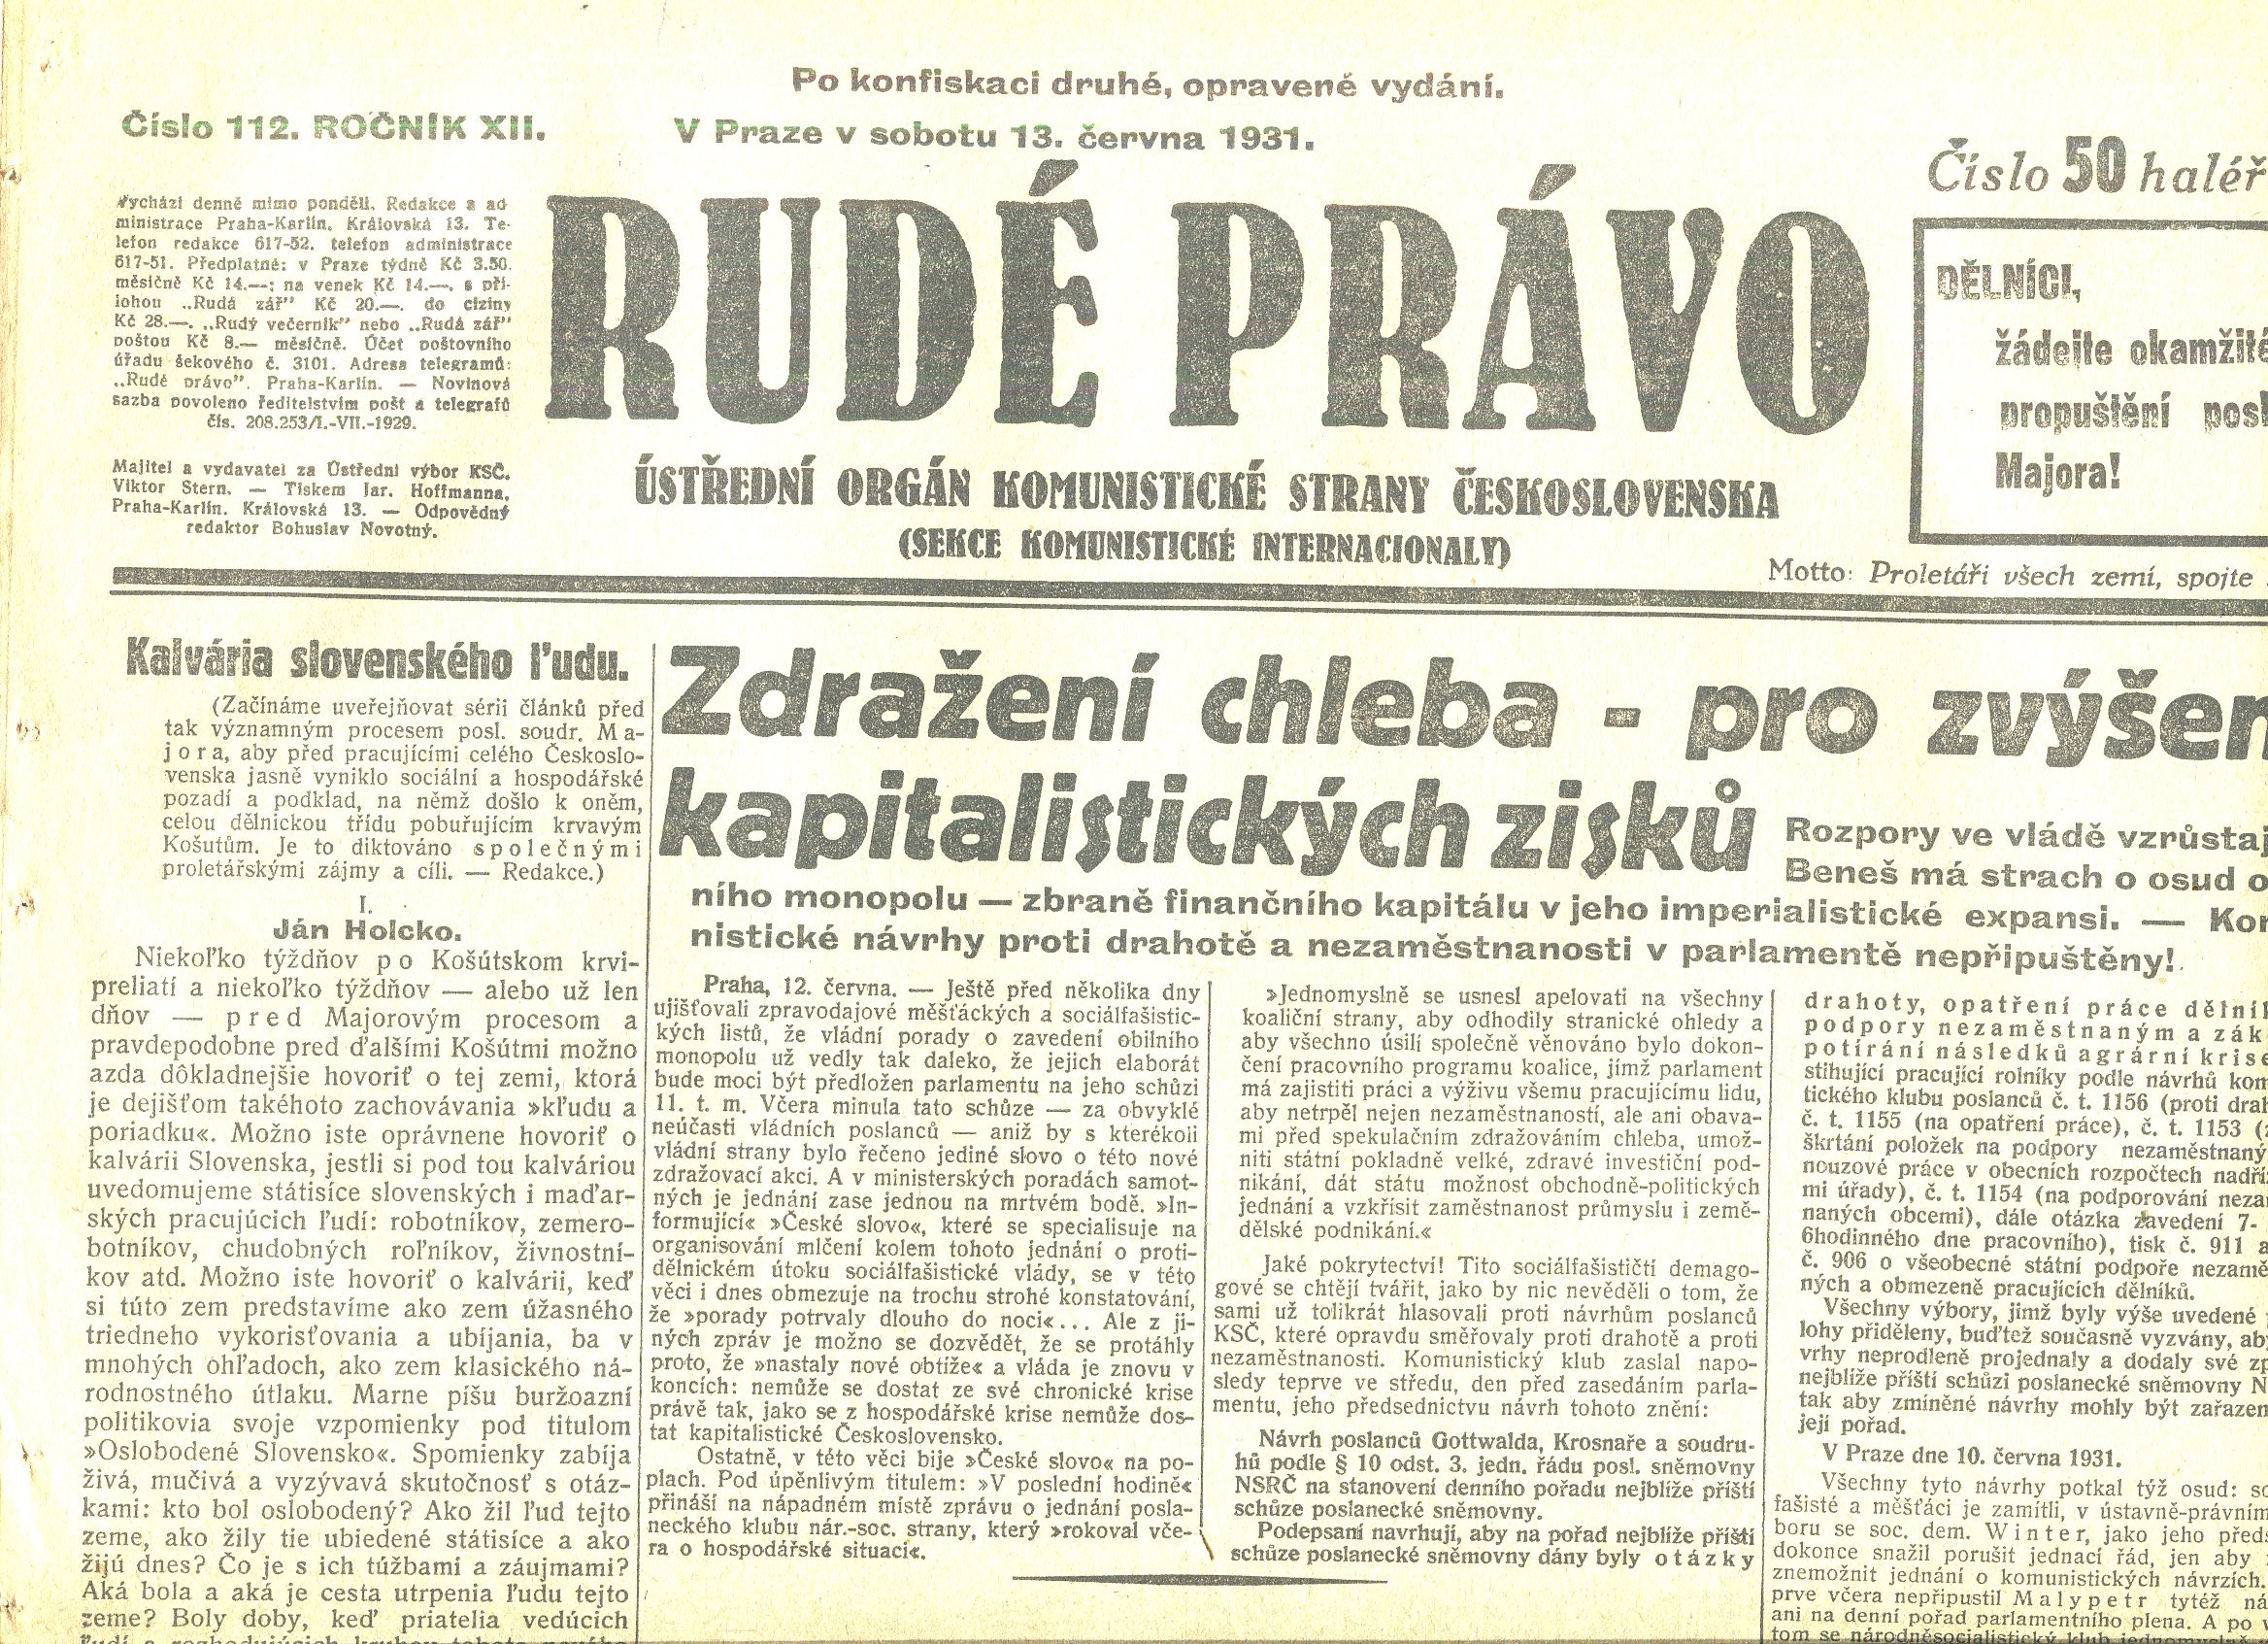 Po konfiskaci druhé, opravené vydání.
Číslo 112. ROČNÍK XII.
V Praze v sobotu 13. června 1931.
Číslo 50 haléř
Vychází denně mimo pondělí. Redakce a ad
ministrace Praha-Karlín. Královská 13. Te-
lefon redakce 617-52. telefon administrace
617-51. Předplatné: v Praze týdně Kč 3.50.
měsíčně Kč 14.—; na venek Kč 14.—. s pří-
lohou „Rudá zář" Kč 20.—. do ciziny
Kč 28.—. „Rudý večerník" nebo „Rudá zář"
poštou Kč 8.— měsíčně. Účet poštovního
úřadu šekového č. 3101. Adresa telegramů:
„Rudé právo". Praha-Karlín. — Novinová
sazba povoleno ředitelstvím pošt a telegrafů
čís. 208.253/I.-VII.-1929.
Majitel a vydavatel za Ústřední výbor KSČ.
Viktor Stern. — Tiskem Jar. Hoffmanna,
Praha-Karlín. Královská 13. — Odpovědný
redaktor Bohuslav Novotný.
RUDÉ PRÁVO
ÚSTŘEDNÍ ORGÁN KOMUNISTICKÉ STRANY ČESKOSLOVENSKA
(SEKCE KOMUNISTICKÉ INTERNACIONALY)
DĚLNÍCI,
žádejte okamžité
propuštění posl
Majora!
Motto: Proletáři všech zemí, spojte
Kalvária slovenského ľudu.
(Začínáme uveřejňovat sérii článků před
tak významným procesem posl. soudr. Ma-
jora, aby před pracujícími celého Českoslo-
venska jasně vyniklo sociální a hospodářské
pozadí a podklad, na němž došlo k oněm,
celou dělnickou třídu pobuřujícím krvavým
Košutům. Je to diktováno společnými
proletářskými zájmy a cíli. — Redakce.)
I.
Ján Holcko.
Niekoľko týždňov po Košútskom krvi-
preliatí a niekoľko týždňov — alebo už len
dňov — pred Majorovým procesom a
pravdepodobne pred ďalšími Košútmi možno
azda dôkladnejšie hovoriť o tej zemi, ktorá
je dejišťom takéhoto zachovávania »kľudu a
poriadku«. Možno iste oprávnene hovoriť o
kalvárii Slovenska, jestli si pod tou kalváriou
uvedomujeme státisíce slovenských i maďar-
ských pracujúcich ľudí: robotníkov, zemero-
botníkov, chudobných roľníkov, živnostní-
kov atd. Možno iste hovoriť o kalvárii, keď
si túto zem predstavíme ako zem úžasného
triedneho vykorisťovania a ubíjania, ba v
mnohých ohľadoch, ako zem klasického ná-
rodnostného útlaku. Marne píšu buržoazní
politikovia svoje vzpomienky pod titulom
»Oslobodené Slovensko«. Spomienky zabíja
živá, mučivá a vyzývavá skutočnosť s otáz-
kami: kto bol oslobodený? Ako žil ľud tejto
zeme, ako žily tie ubiedené státisíce a ako
žijú dnes? Čo je s ich túžbami a záujmami?
Aká bola a aká je cesta utrpenia ľudu tejto
zeme? Boly doby, keď priatelia vedúcich
Zdražení chleba - pro zvýšen
kapitalistických zisků
Rozpory ve vládě vzrůstaj
Beneš má strach o osud o
ního monopolu — zbraně finančního kapitálu v jeho imperialistické expansi. — Kom
nistické návrhy proti drahotě a nezaměstnanosti v parlamentě nepřipuštěny!
Praha, 12. června. — Ještě před několika dny
ujišťovali zpravodajové měšťáckých a sociálfašistic-
kých listů, že vládní porady o zavedení obilního
monopolu už vedly tak daleko, že jejich elaborát
bude moci být předložen parlamentu na jeho schůzi
11. t. m. Včera minula tato schůze — za obvyklé
neúčasti vládních poslanců — aniž by s kterékoli
vládní strany bylo řečeno jediné slovo o této nové
zdražovací akci. A v ministerských poradách samot-
ných je jednání zase jednou na mrtvém bodě. »In-
formující« »České slovo«, které se specialisuje na
organisování mlčení kolem tohoto jednání o proti-
dělnickém útoku sociálfašistické vlády, se v této
věci i dnes obmezuje na trochu strohé konstatování,
že »porady potrvaly dlouho do noci«... Ale z ji-
ných zpráv je možno se dozvědět, že se protáhly
proto, že »nastaly nové obtíže« a vláda je znovu v
koncích: nemůže se dostat ze své chronické krise
právě tak, jako se z hospodářské krise nemůže dos-
tat kapitalistické Československo.
Ostatně, v této věci bije »České slovo« na po-
plach. Pod úpěnlivým titulem: »V poslední hodině«
přináší na nápadném místě zprávu o jednání posla-
neckého klubu nár.-soc. strany, který »rokoval vče-
ra o hospodářské situaci«.
»Jednomyslně se usnesl apelovati na všechny
koaliční strany, aby odhodily stranické ohledy a
aby všechno úsilí společně věnováno bylo dokon-
čení pracovního programu koalice, jímž parlament
má zajistiti práci a výživu všemu pracujícímu lidu,
aby netrpěl nejen nezaměstnaností, ale ani obava-
mi před spekulačním zdražováním chleba, umož-
niti státní pokladně velké, zdravé investiční pod-
nikání, dát státu možnost obchodně-politických
jednání a vzkřísit zaměstnanost průmyslu i země-
dělské podnikání.«
Jaké pokrytectví! Tito sociálfašističtí demago-
gové se chtějí tvářit, jako by nic nevěděli o tom, že
sami už tolikrát hlasovali proti návrhům poslanců
KSČ, které opravdu směřovaly proti drahotě a proti
nezaměstnanosti. Komunistický klub zaslal napo-
sledy teprve ve středu, den před zasedáním parla-
mentu, jeho předsednictvu návrh tohoto znění:
Návrh poslanců Gottwalda, Krosnaře a soudru-
hů podle § 10 odst. 3. jedn. řádu posl. sněmovny
NSRČ na stanovení denního pořadu nejblíže příští
schůze poslanecké sněmovny.
Podepsaní navrhují, aby na pořad nejblíže příští
schůze poslanecké sněmovny dány byly otázky
drahoty, opatření práce dělník
podpory nezaměstnaným a zák
potírání následků agrární krise
stihující pracující rolníky podle návrhů kom
tického klubu poslanců č. t. 1156 (proti drah
č. t. 1155 (na opatření práce), č. t. 1153 (
škrtání položek na podpory nezaměstnaný
nouzové práce v obecních rozpočtech nadří
mi úřady), č. t. 1154 (na podporování neza
naných obcemi), dále otázka zavedení 7-
6hodinného dne pracovního), tisk č. 911 a
č. 906 o všeobecné státní podpoře nezamě
ných a obmezeně pracujících dělníků.
Všechny výbory, jimž byly výše uvedené
lohy přiděleny, buďtež současně vyzvány, ab
vrhy neprodleně projednaly a dodaly své zp
nejblíže příští schůzi poslanecké sněmovny N
tak aby zmíněné návrhy mohly být zařazen
její pořad.
V Praze dne 10. června 1931.
Všechny tyto návrhy potkal týž osud: so
fašisté a měšťáci je zamítli, v ústavně-právním
boru se soc. dem. Winter, jako jeho předs
dokonce snažil porušit jednací řád, jen aby
znemožnit jednání o komunistických návrzích.
prve včera nepřipustil Malypetr tytéž ná
ani na denní pořad parlamentního plena. A po
tom se národněsocialistický klub